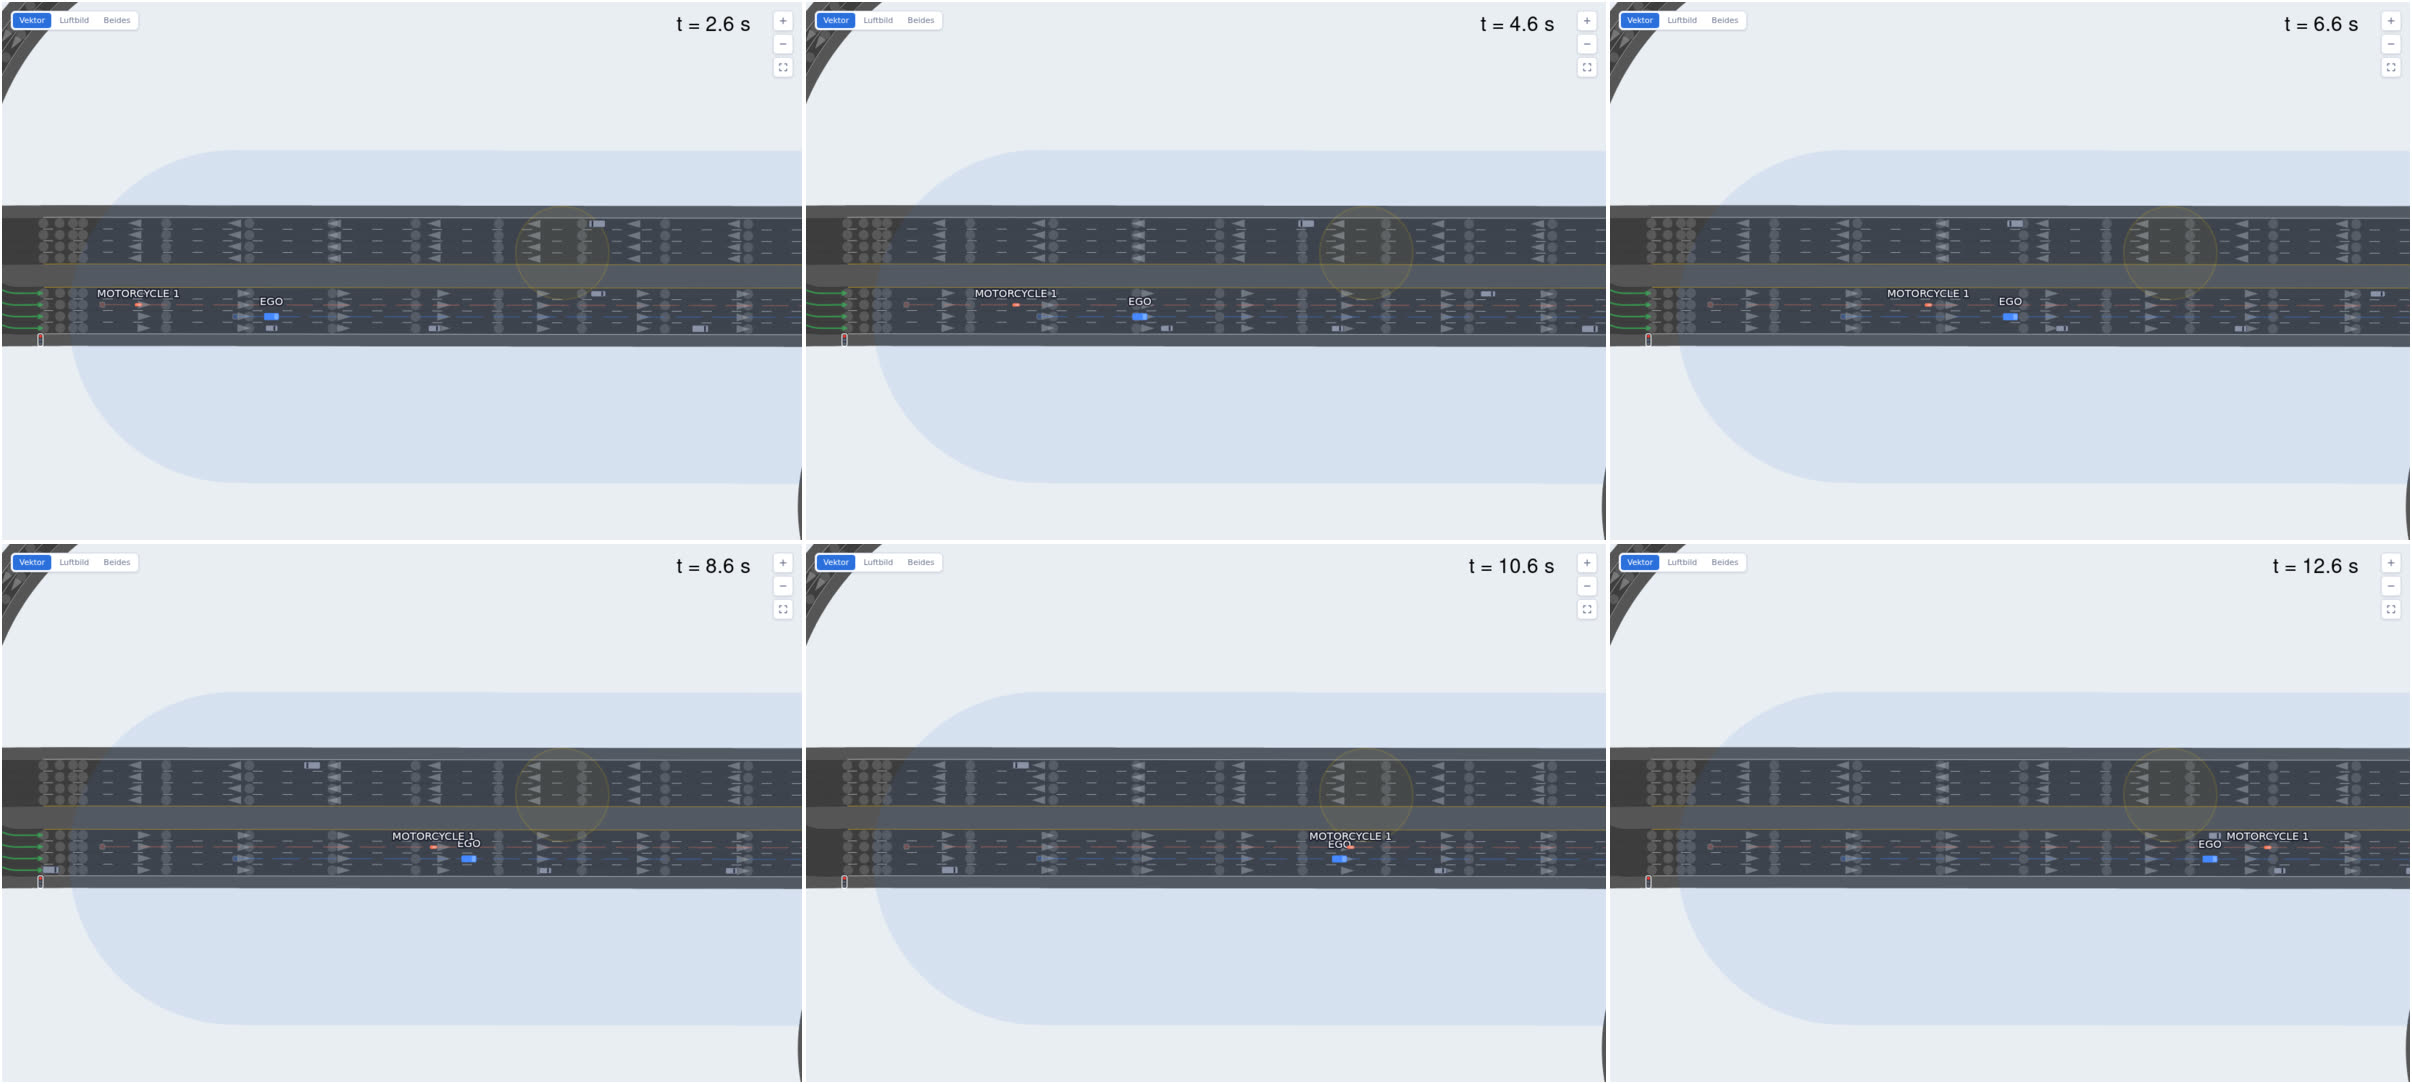 Vektor Luftbild Beides
t = 2.6 s
+
−
MOTORCYCLE 1
EGO
Vektor Luftbild Beides
t = 4.6 s
+
−
MOTORCYCLE 1
EGO
Vektor Luftbild Beides
t = 6.6 s
+
−
MOTORCYCLE 1
EGO
Vektor Luftbild Beides
t = 8.6 s
+
−
MOTORCYCLE 1
EGO
Vektor Luftbild Beides
t = 10.6 s
+
−
MOTORCYCLE 1
EGO
Vektor Luftbild Beides
t = 12.6 s
+
−
MOTORCYCLE 1
EGO